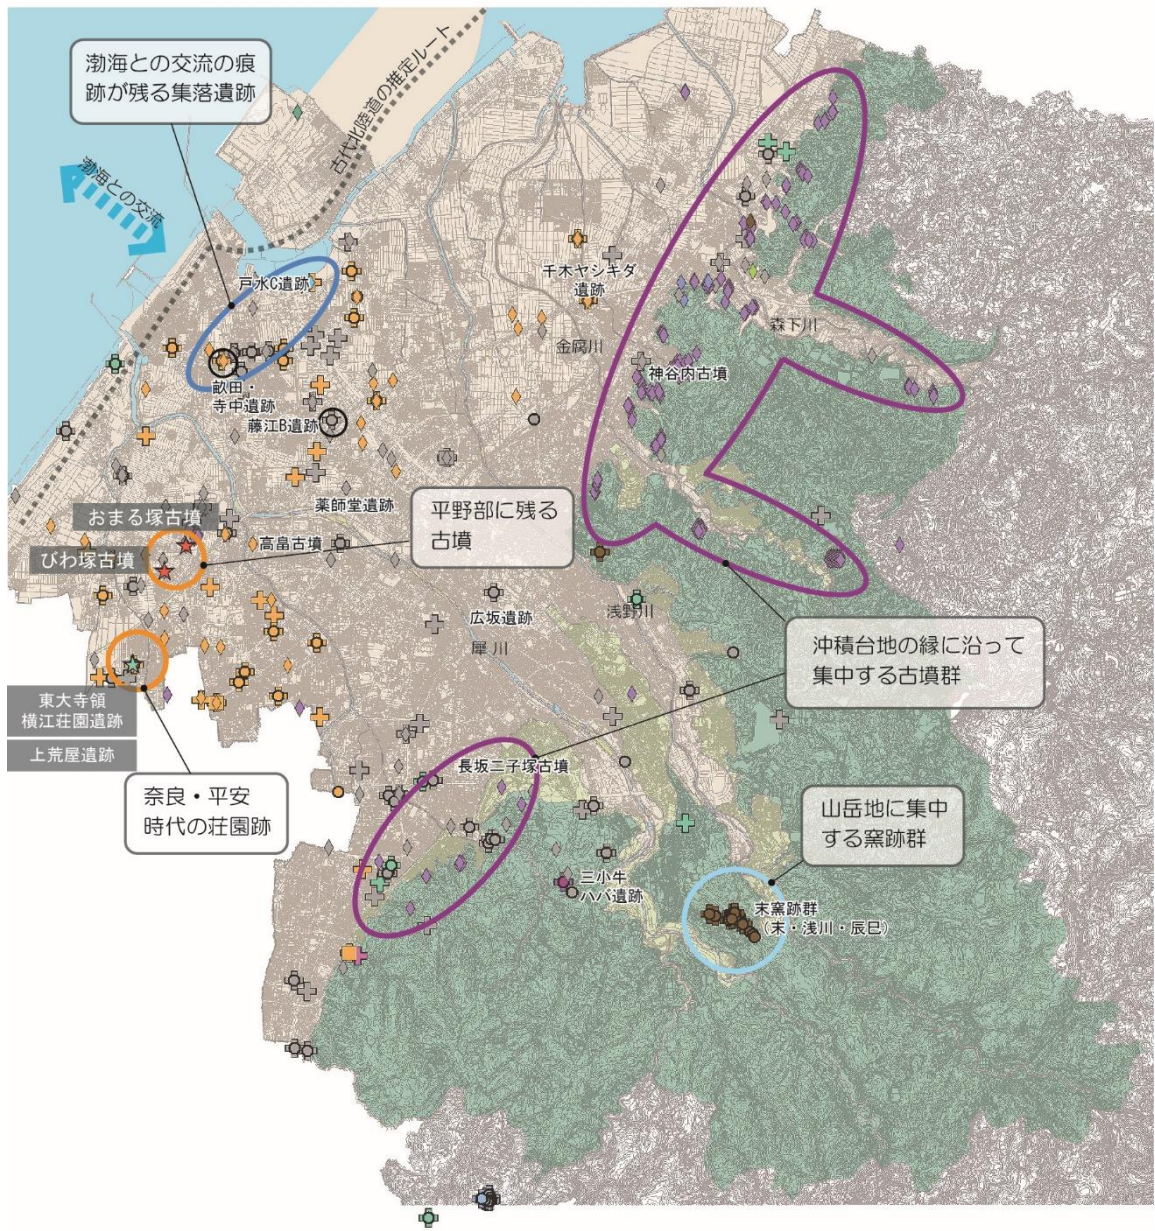 渤海との交流の痕
跡が残る集落遺跡
古代北陸道の推定ルート
渤海との交流
戸水C遺跡
千木ヤシキダ
遺跡
金腐川
森下川
神谷内古墳
畝田・
寺中遺跡
藤江B遺跡
薬師堂遺跡
平野部に残る
古墳
おまる塚古墳
びわ塚古墳
高畠古墳
広坂遺跡
浅野川
犀川
沖積台地の縁に沿って
集中する古墳群
東大寺領
横江荘園遺跡
上荒屋遺跡
長坂二子塚古墳
奈良・平安
時代の荘園跡
山岳地に集中
する窯跡群
三小牛
ハバ遺跡
末窯跡群
(末・浅川・辰巳)